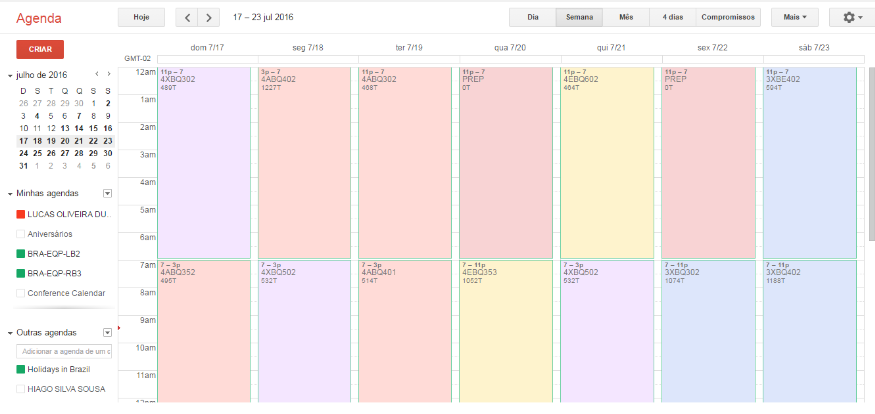 Agenda
Hoje
17 – 23 jul 2016
Dia
Semana
Mês
4 dias
Compromissos
Mais
CRIAR
julho de 2016
D S T Q Q S S
26 27 28 29 30 1 2
3 4 5 6 7 8 9
10 11 12 13 14 15 16
17 18 19 20 21 22 23
24 25 26 27 28 29 30
31 1 2 3 4 5 6
Minhas agendas
LUCAS OLIVEIRA DU...
Aniversários
BRA-EQP-LB2
BRA-EQP-RB3
Conference Calendar
Outras agendas
Adicionar a agenda de um c
Holidays in Brazil
HIAGO SILVA SOUSA
dom 7/17 seg 7/18 ter 7/19 qua 7/20 qui 7/21 sex 7/22 sáb 7/23
GMT-02
12am
1am
2am
3am
4am
5am
6am
7am
8am
9am
10am
11am
12pm
11p – 7
4XBQ302
489T
3p – 7
4ABQ402
1227T
11p – 7
4ABQ302
468T
11p – 7
PREP
0T
11p – 7
4EBQ602
464T
11p – 7
PREP
0T
11p – 7
3XBE402
594T
7 – 3p
4ABQ352
495T
7 – 3p
4XBQ502
532T
7 – 3p
4ABQ401
514T
7 – 11p
4EBQ353
1052T
7 – 3p
4XBQ502
532T
7 – 11p
3XBQ302
1074T
7 – 11p
3XBQ402
1188T